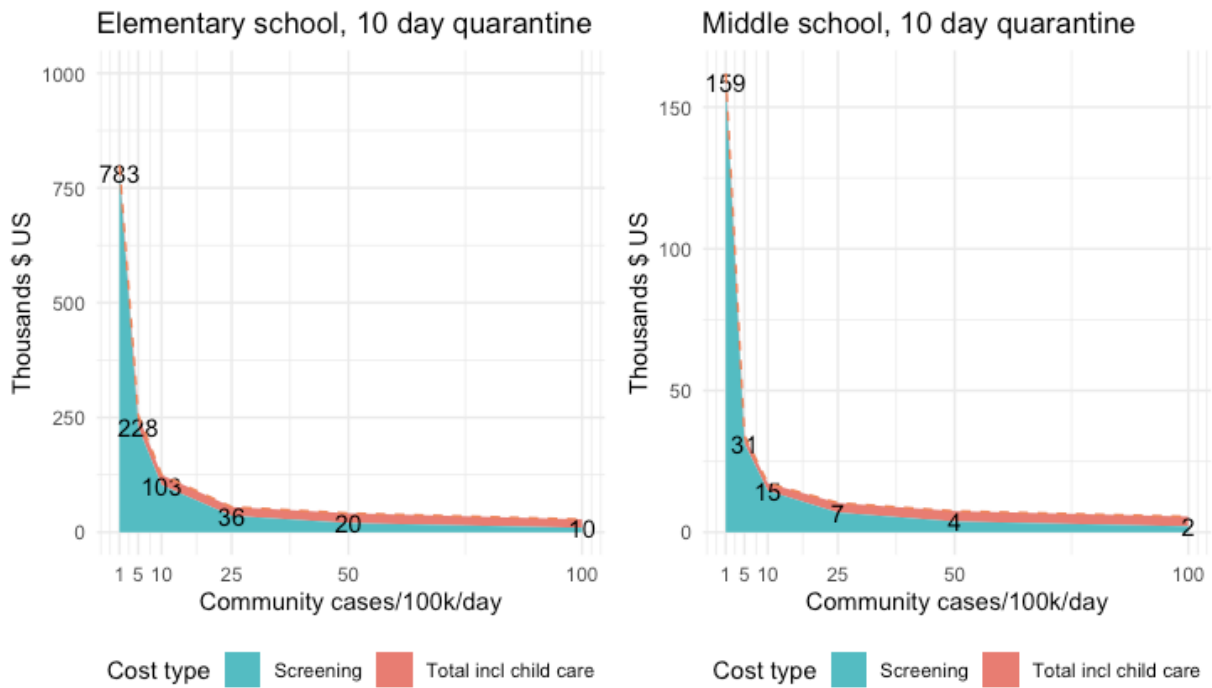 Elementary school, 10 day quarantine
Thousands $ US
1000
750
500
250
0
783
228
103
36
20
10
1 5 10 25 50 100
Community cases/100k/day
Cost type Screening Total incl child care
Middle school, 10 day quarantine
Thousands $ US
150
100
50
0
159
31
15
7
4
2
1 5 10 25 50 100
Community cases/100k/day
Cost type Screening Total incl child care